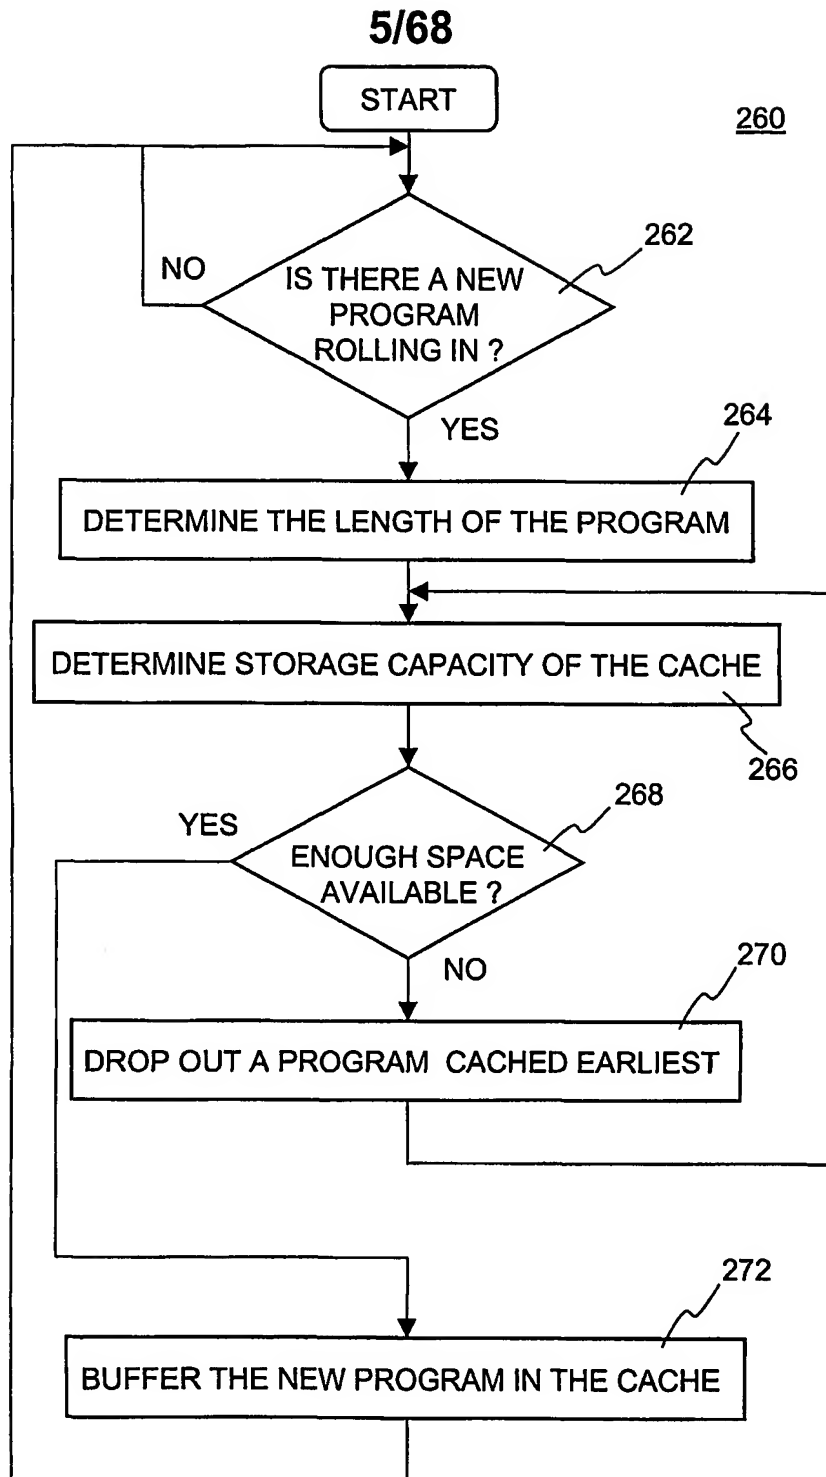 5/68
START
260
262
NO
IS THERE A NEW
PROGRAM
ROLLING IN ?
YES
264
DETERMINE THE LENGTH OF THE PROGRAM
DETERMINE STORAGE CAPACITY OF THE CACHE
266
268
YES
ENOUGH SPACE
AVAILABLE ?
NO
270
DROP OUT A PROGRAM CACHED EARLIEST
272
BUFFER THE NEW PROGRAM IN THE CACHE